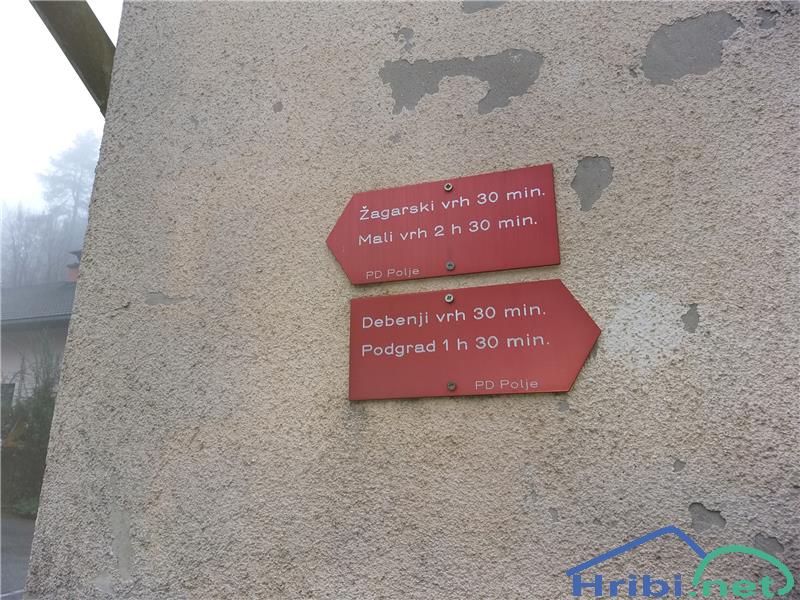 Žagarski vrh 30 min.
Mali vrh 2 h 30 min.
PD Polje
Debenji vrh 30 min.
Podgrad 1 h 30 min.
PD Polje
Hribi.net